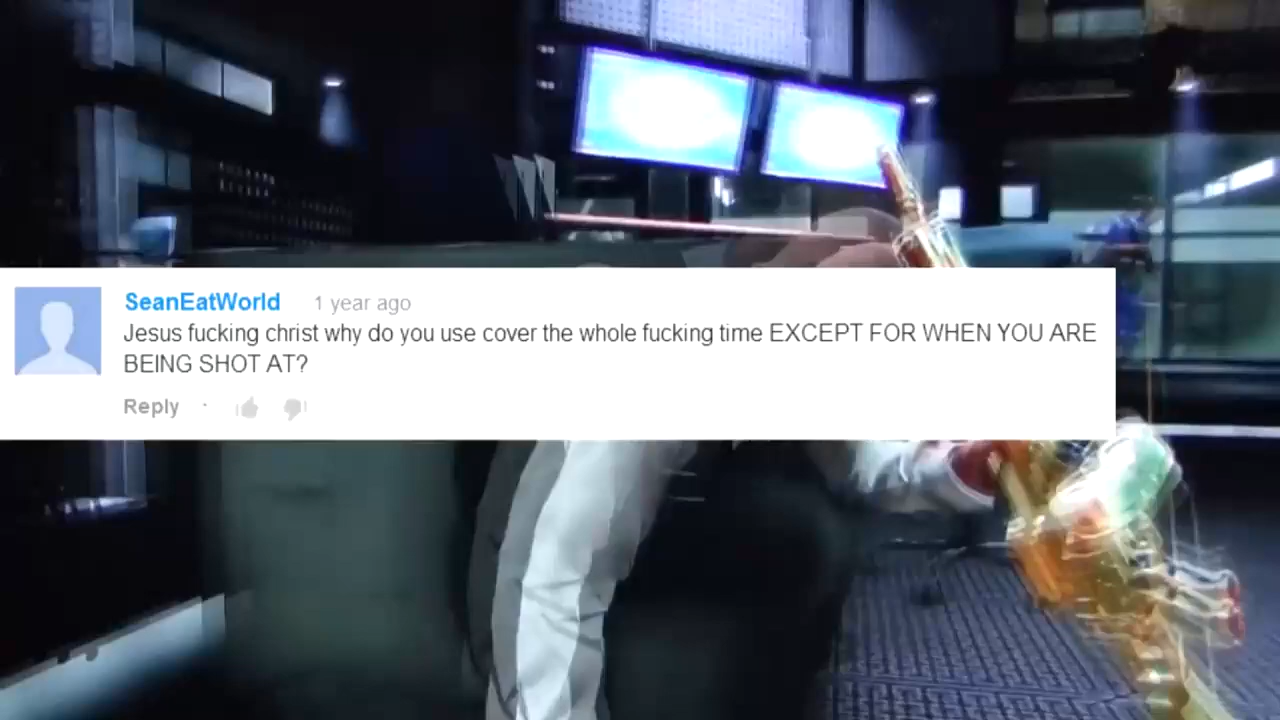 SeanEatWorld 1 year ago
Jesus fucking christ why do you use cover the whole fucking time EXCEPT FOR WHEN YOU ARE
BEING SHOT AT?
Reply ·